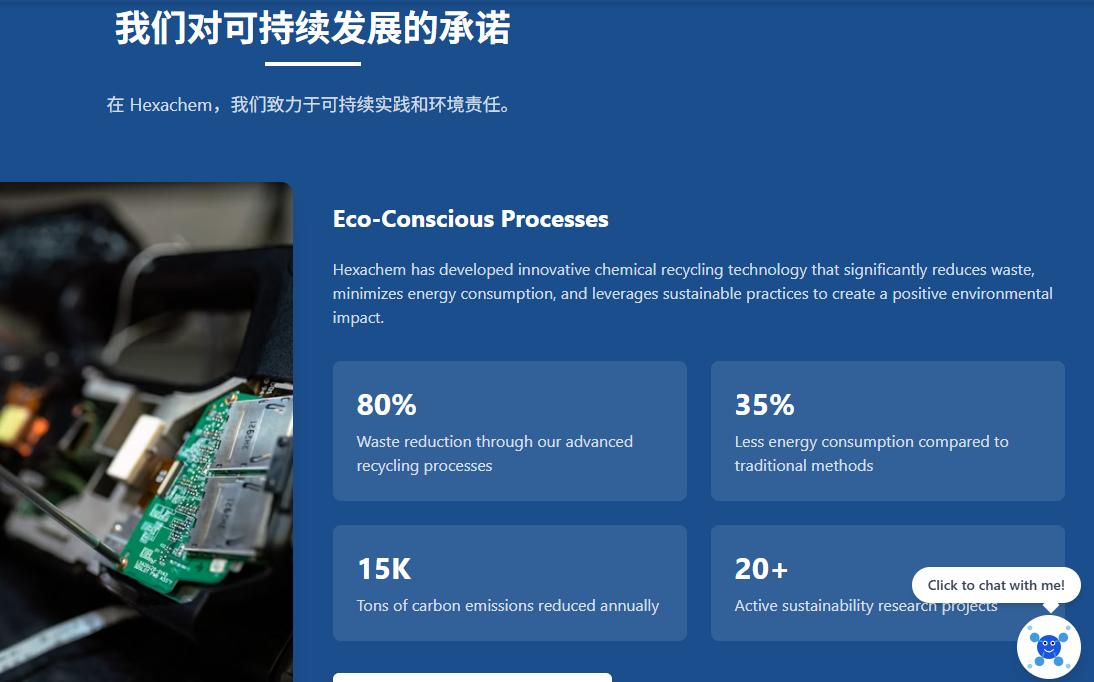 我们对可持续发展的承诺
在 Hexachem，我们致力于可持续实践和环境责任。
Eco-Conscious Processes
Hexachem has developed innovative chemical recycling technology that significantly reduces waste,
minimizes energy consumption, and leverages sustainable practices to create a positive environmental
impact.
80%
Waste reduction through our advanced
recycling processes
35%
Less energy consumption compared to
traditional methods
15K
Tons of carbon emissions reduced annually
20+
Active sustainability research projects
Click to chat with me!